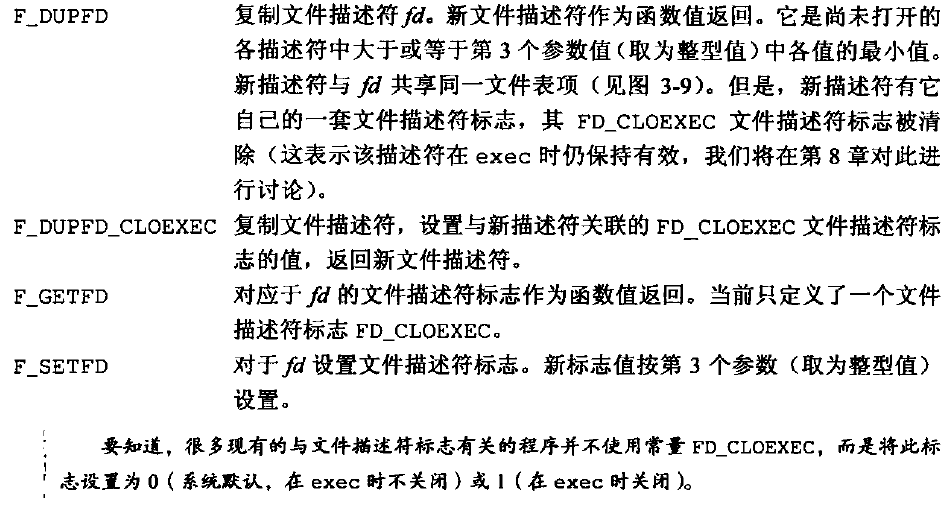 F_DUPFD 复制文件描述符 fd。新文件描述符作为函数值返回。它是尚未打开的
各描述符中大于或等于第 3 个参数值（取为整型值）中各值的最小值。
新描述符与 fd 共享同一文件表项（见图 3-9）。但是，新描述符有它
自己的一套文件描述符标志，其 FD_CLOEXEC 文件描述符标志被清
除（这表示该描述符在 exec 时仍保持有效，我们将在第 8 章对此进
行讨论）。
F_DUPFD_CLOEXEC 复制文件描述符，设置与新描述符关联的 FD_CLOEXEC 文件描述符标
志的值，返回新文件描述符。
F_GETFD 对应于 fd 的文件描述符标志作为函数值返回。当前只定义了一个文件
描述符标志 FD_CLOEXEC。
F_SETFD 对于 fd 设置文件描述符标志。新标志值按第 3 个参数（取为整型值）
设置。
要知道，很多现有的与文件描述符标志有关的程序并不使用常量 FD_CLOEXEC，而是将此标
志设置为 0（系统默认，在 exec 时不关闭）或 1（在 exec 时关闭）。